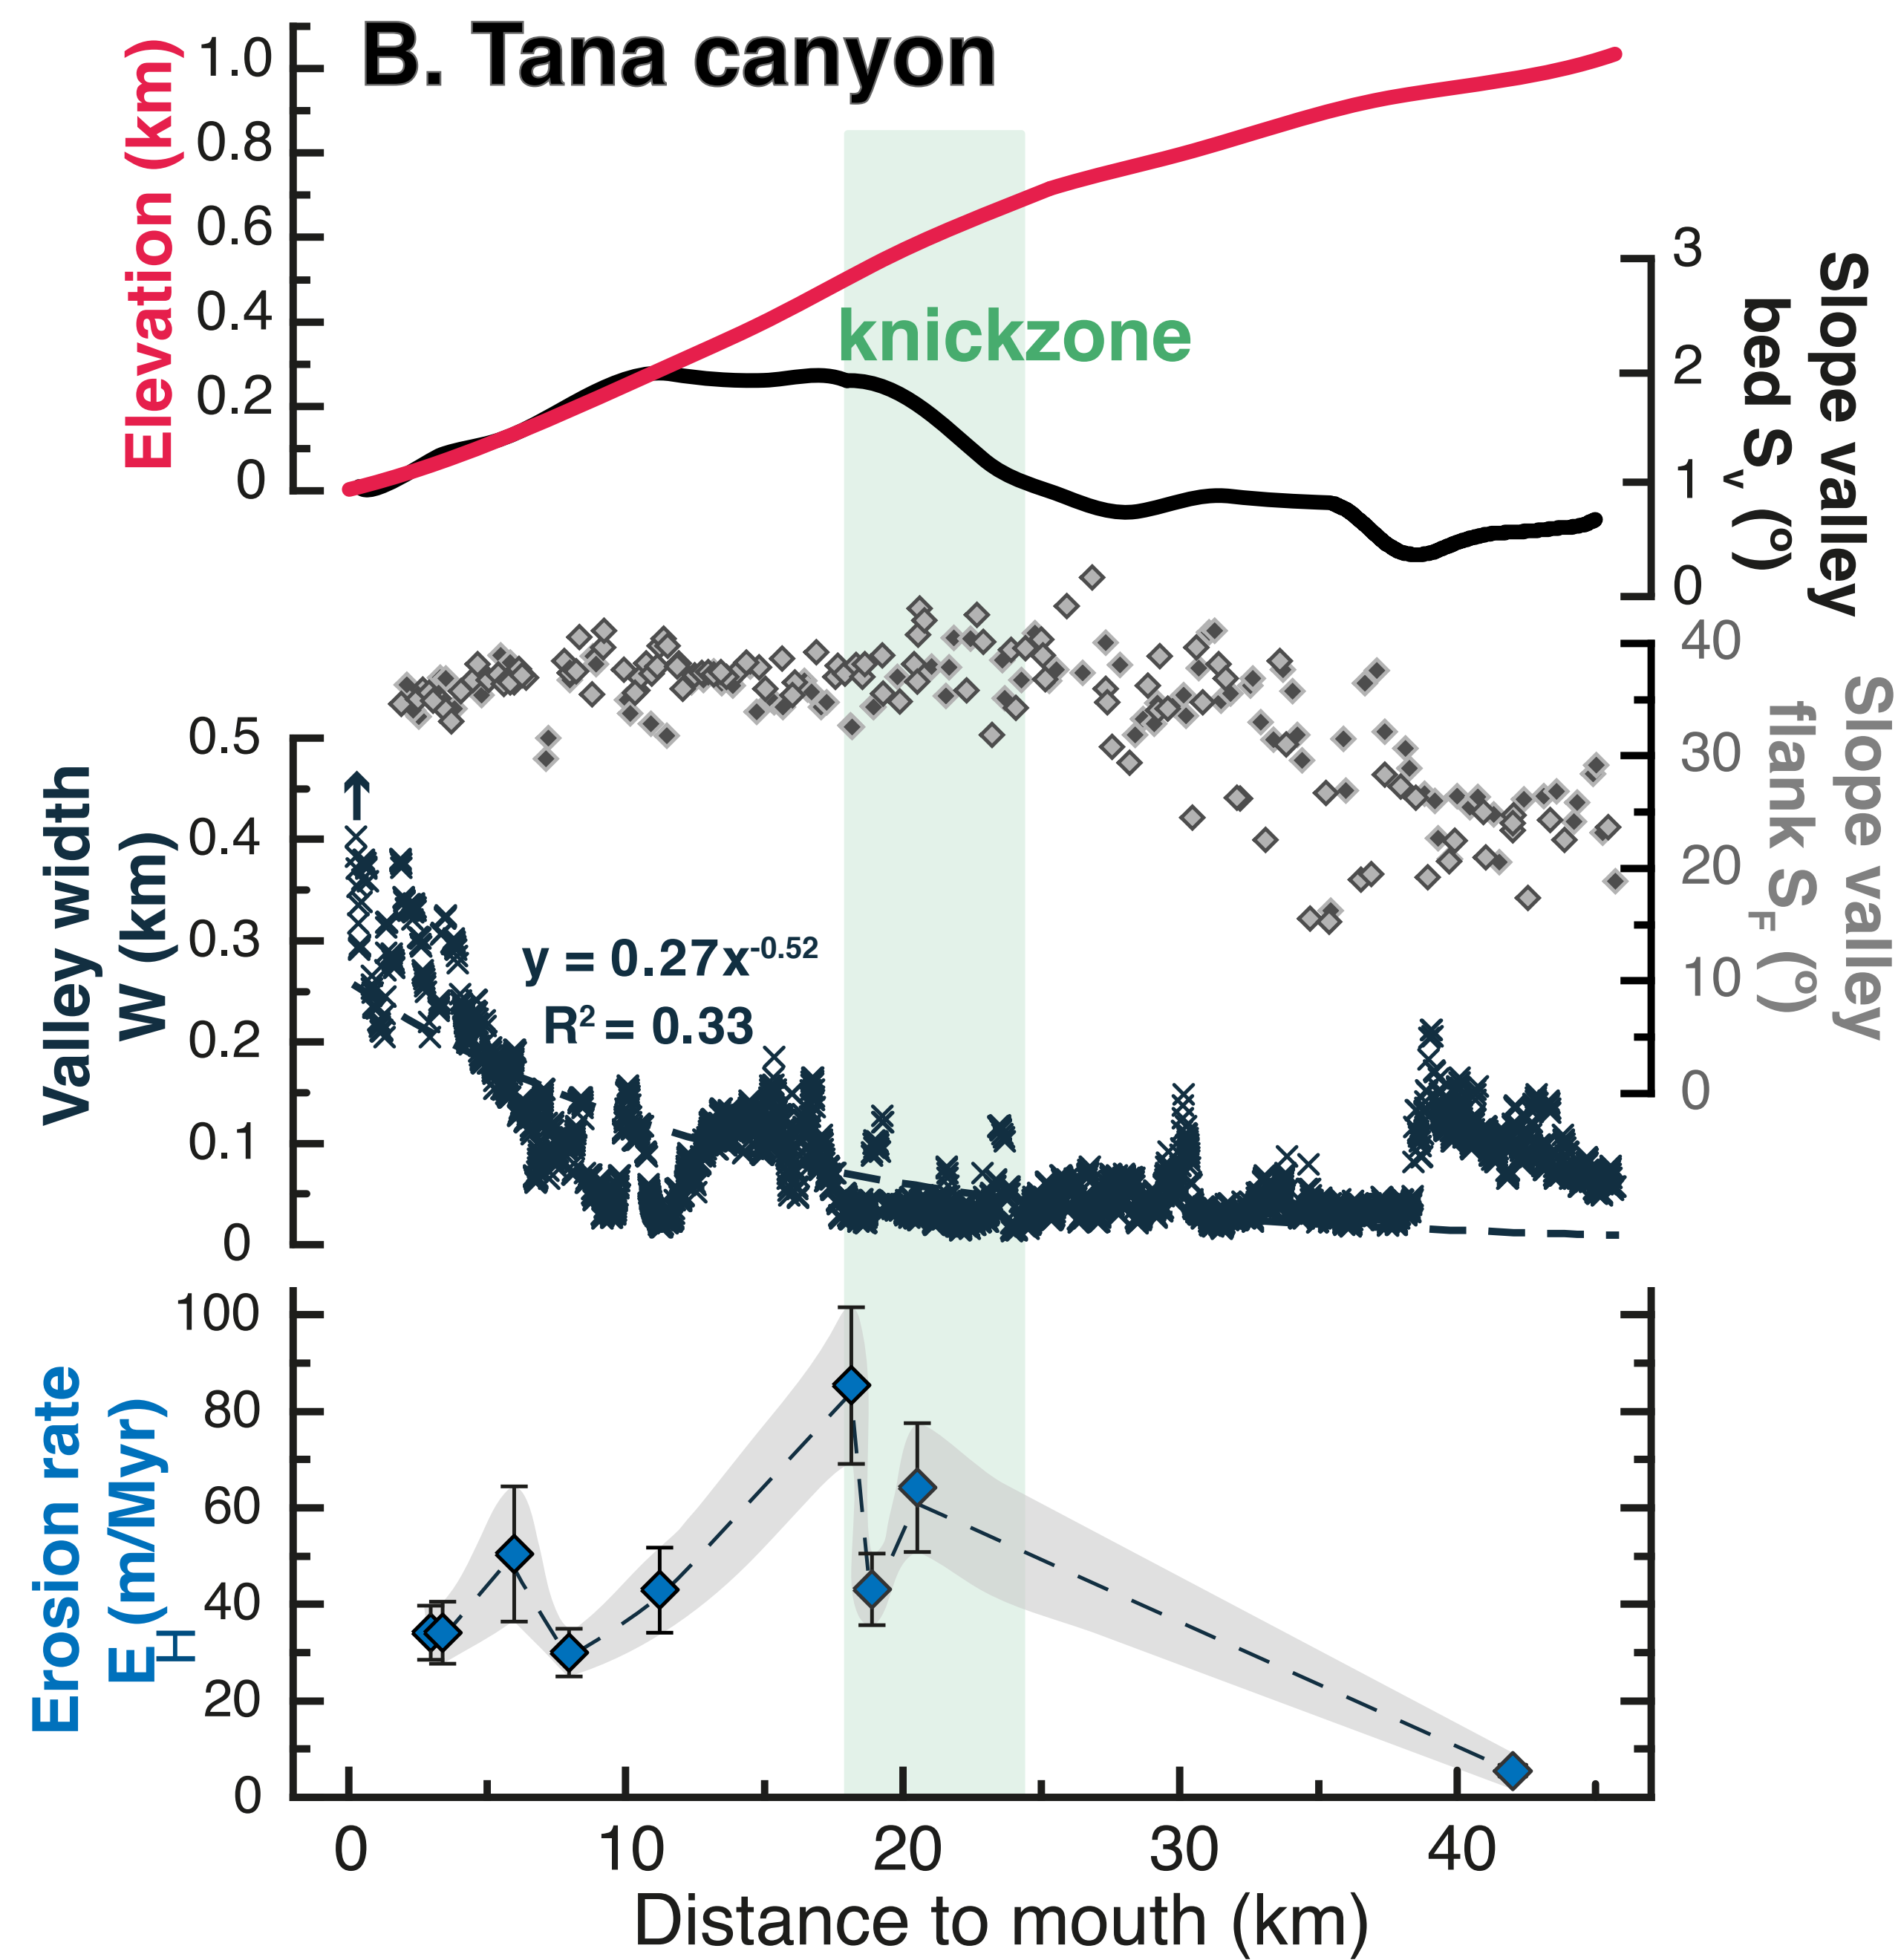 B. Tana canyon
Elevation (km)
1.0
0.8
0.6
0.4
0.2
0
knickzone
Slope valley
bed Sv (º)
3
2
1
0
Slope valley
flank SF (º)
40
30
20
10
0
Valley width
W (km)
0.5
0.4
0.3
0.2
0.1
0
y = 0.27x-0.52
R2 = 0.33
Erosion rate
EH (m/Myr)
100
80
60
40
20
0
0 10 20 30 40
Distance to mouth (km)